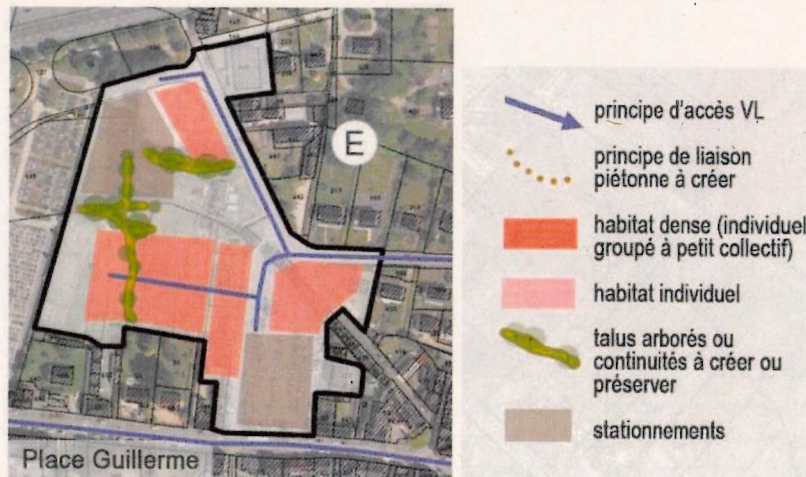 E
Place Guillerme
principe d'accès VL
principe de liaison
piétonne à créer
habitat dense (individuel
groupé à petit collectif)
habitat individuel
talus arborés ou
continuités à créer ou
préserver
stationnements